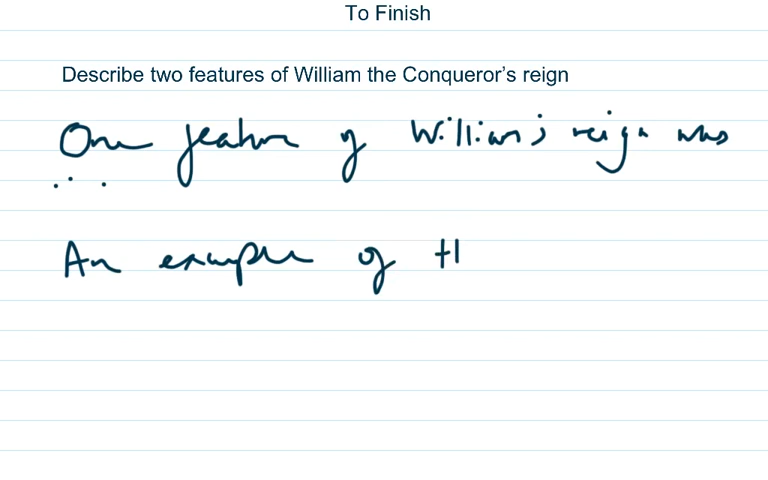 To Finish
Describe two features of William the Conqueror's reign
One feature of William's reign was
...
An example of th